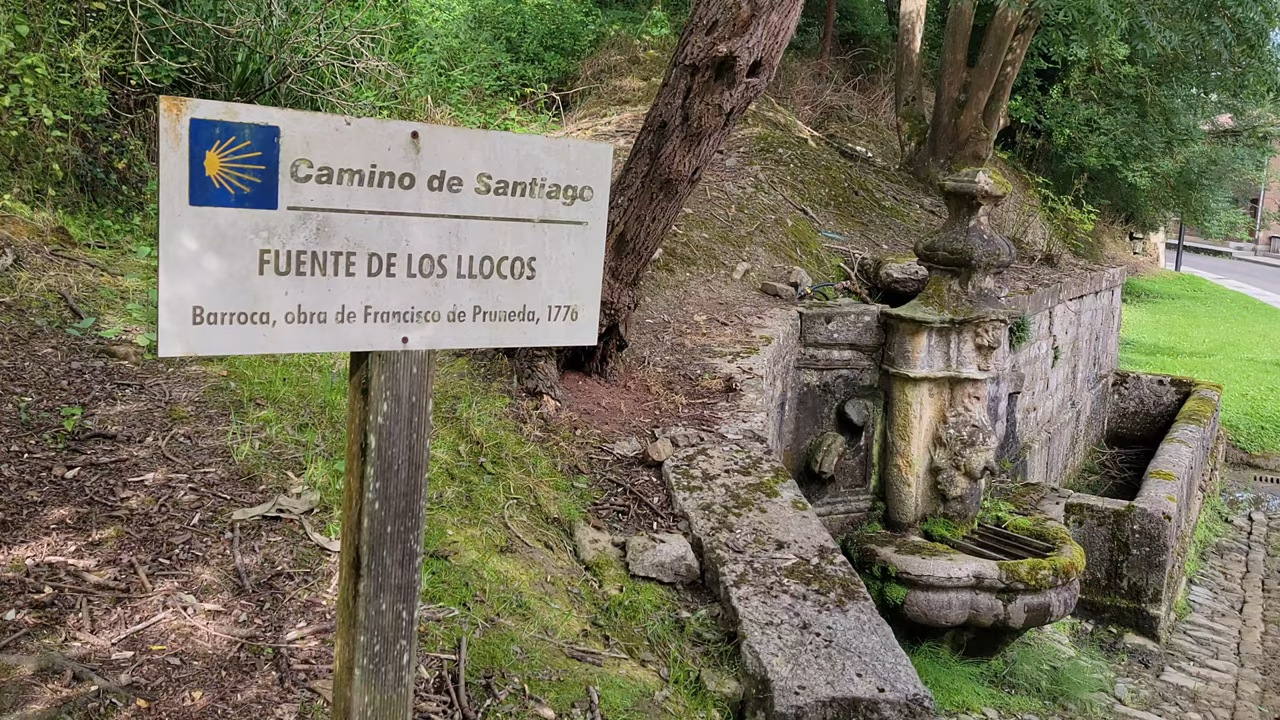 Camino de Santiago
FUENTE DE LOS LLOCOS
Barroca, obra de Francisco de Pruneda, 1776